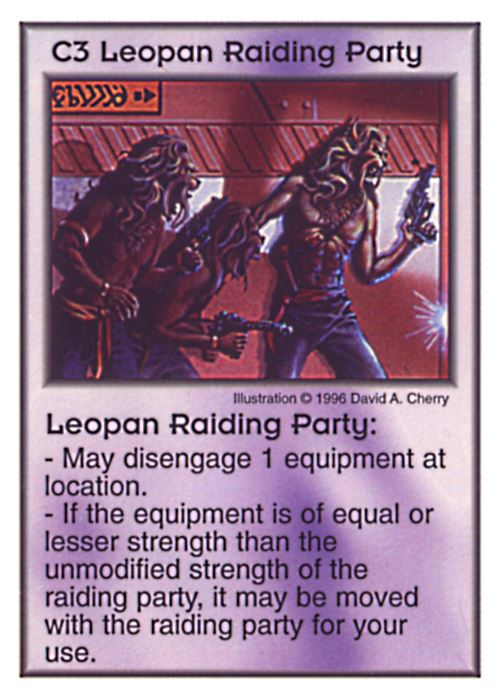 C3 Leopan Raiding Party
Illustration © 1996 David A. Cherry
Leopan Raiding Party:
- May disengage 1 equipment at
location.
- If the equipment is of equal or
lesser strength than the
unmodified strength of the
raiding party, it may be moved
with the raiding party for your
use.